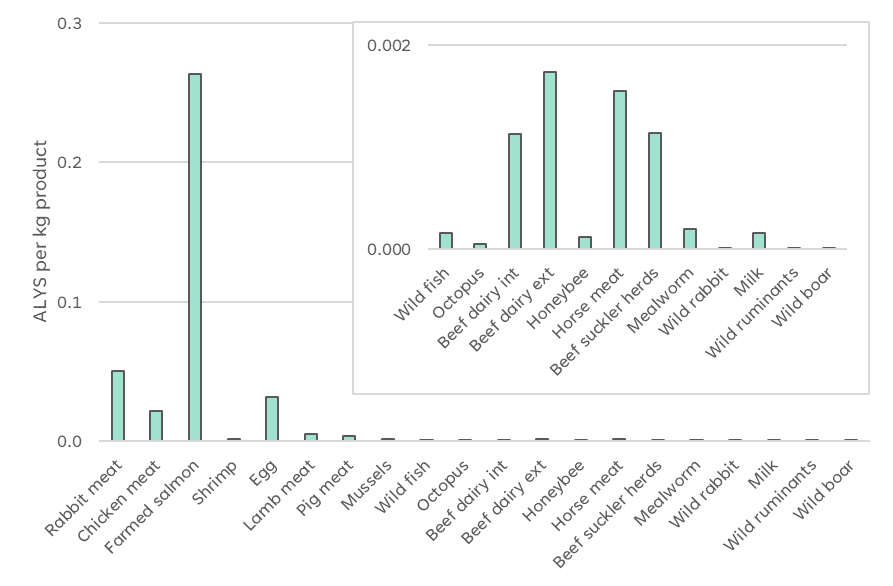 ALYS per kg product
0.3
0.2
0.1
0.0
Rabbit meat
Chicken meat
Farmed salmon
Shrimp
Egg
Lamb meat
Pig meat
Mussels
Wild fish
Octopus
Beef dairy int
Beef dairy ext
Honeybee
Horse meat
Beef suckler herds
Mealworm
Wild rabbit
Milk
Wild ruminants
Wild boar
0.002
0.000
Wild fish
Octopus
Beef dairy int
Beef dairy ext
Honeybee
Horse meat
Beef suckler herds
Mealworm
Wild rabbit
Milk
Wild ruminants
Wild boar